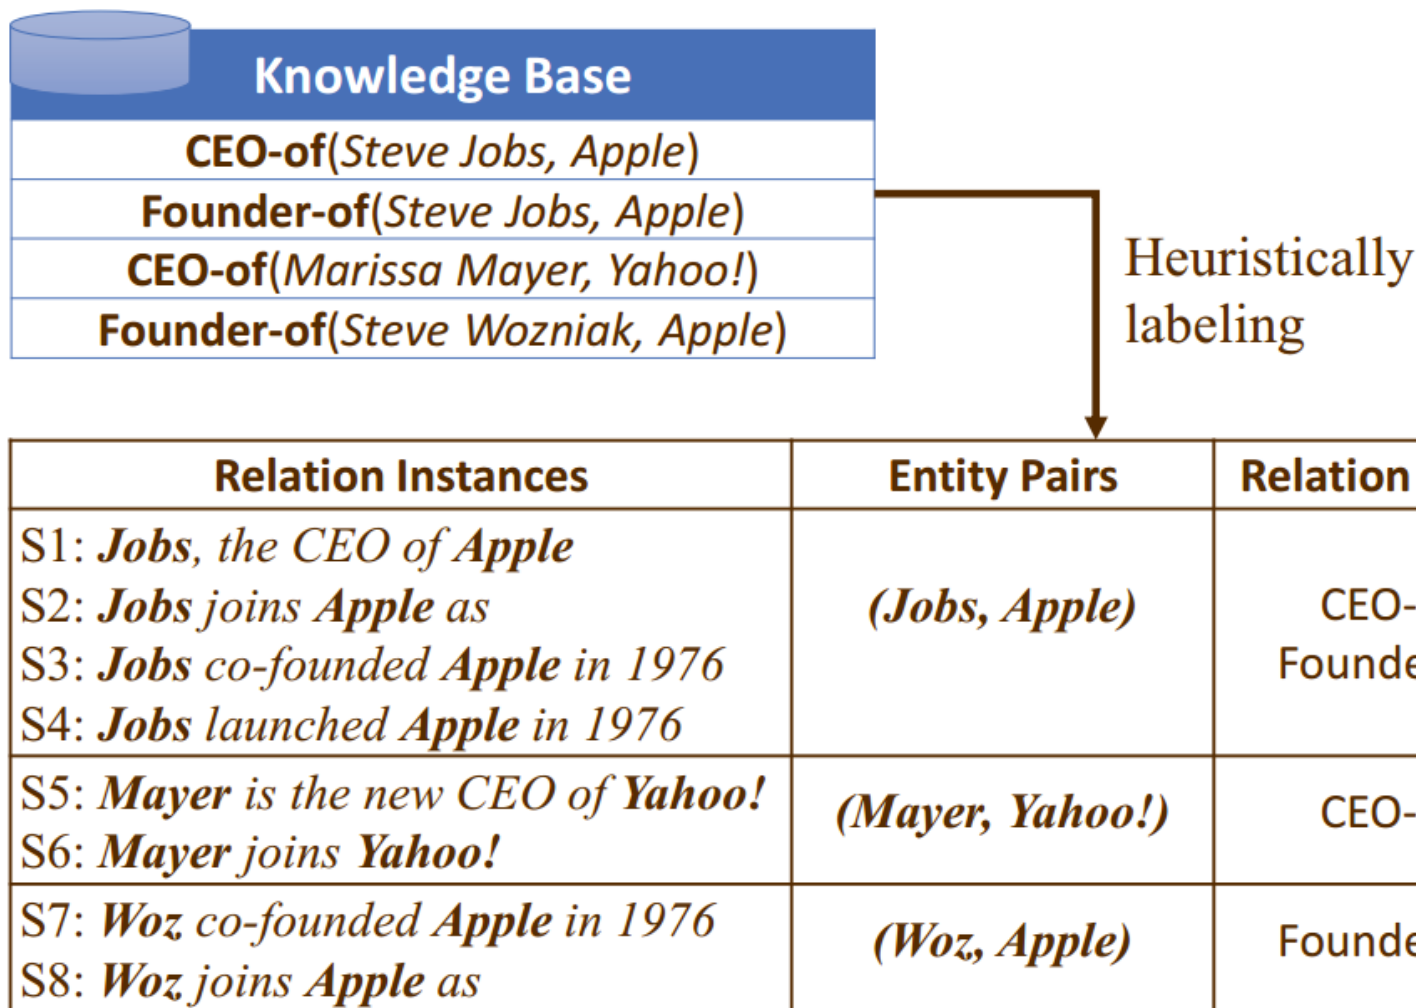 Knowledge Base
CEO-of(Steve Jobs, Apple)
Founder-of(Steve Jobs, Apple)
CEO-of(Marissa Mayer, Yahoo!)
Founder-of(Steve Wozniak, Apple)
Heuristically
labeling
Relation Instances
Entity Pairs
Relation
S1: Jobs, the CEO of Apple
S2: Jobs joins Apple as
S3: Jobs co-founded Apple in 1976
S4: Jobs launched Apple in 1976
(Jobs, Apple)
CEO-
Founde
S5: Mayer is the new CEO of Yahoo!
S6: Mayer joins Yahoo!
(Mayer, Yahoo!)
CEO-
S7: Woz co-founded Apple in 1976
S8: Woz joins Apple as
(Woz, Apple)
Founde